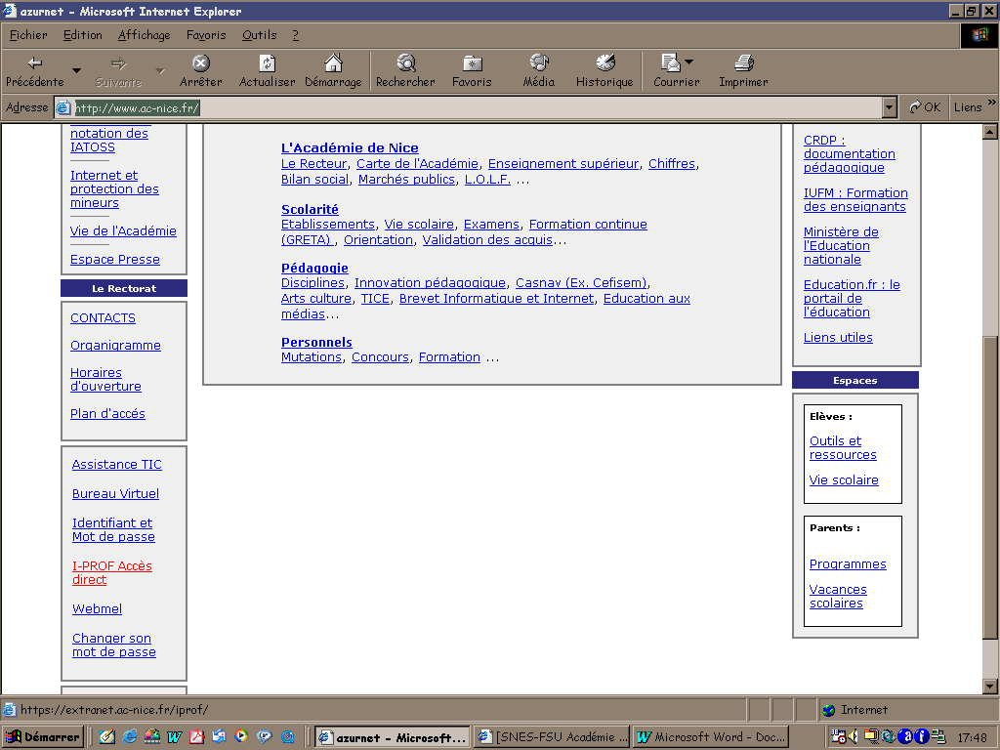 azurnet - Microsoft Internet Explorer
Fichier Edition Affichage Favoris Outils ?
Précédente Suivante Arrêter Actualiser Démarrage Rechercher Favoris Média Historique Courrier Imprimer
Adresse http://www.ac-nice.fr/ OK Liens »
notation des
IATOSS
Internet et
protection des
mineurs
Vie de l'Académie
Espace Presse
Le Rectorat
CONTACTS
Organigramme
Horaires
d'ouverture
Plan d'accés
Assistance TIC
Bureau Virtuel
Identifiant et
Mot de passe
I-PROF Accès
direct
Webmel
Changer son
mot de passe
L'Académie de Nice
Le Recteur, Carte de l'Académie, Enseignement supérieur, Chiffres,
Bilan social, Marchés publics, L.O.L.F. ...
Scolarité
Etablissements, Vie scolaire, Examens, Formation continue
(GRETA) , Orientation, Validation des acquis...
Pédagogie
Disciplines, Innovation pédagogique, Casnav (Ex. Cefisem),
Arts culture, TICE, Brevet Informatique et Internet, Education aux
médias...
Personnels
Mutations, Concours, Formation ...
CRDP :
documentation
pédagogique
IUFM : Formation
des enseignants
Ministère de
l'Education
nationale
Education.fr : le
portail de
l'éducation
Liens utiles
Espaces
Elèves :
Outils et
ressources
Vie scolaire
Parents :
Programmes
Vacances
scolaires
https://extranet.ac-nice.fr/iprof/ Internet
Démarrer azurnet - Microsoft... [SNES-FSU Académie ... Microsoft Word - Doc... 17:48